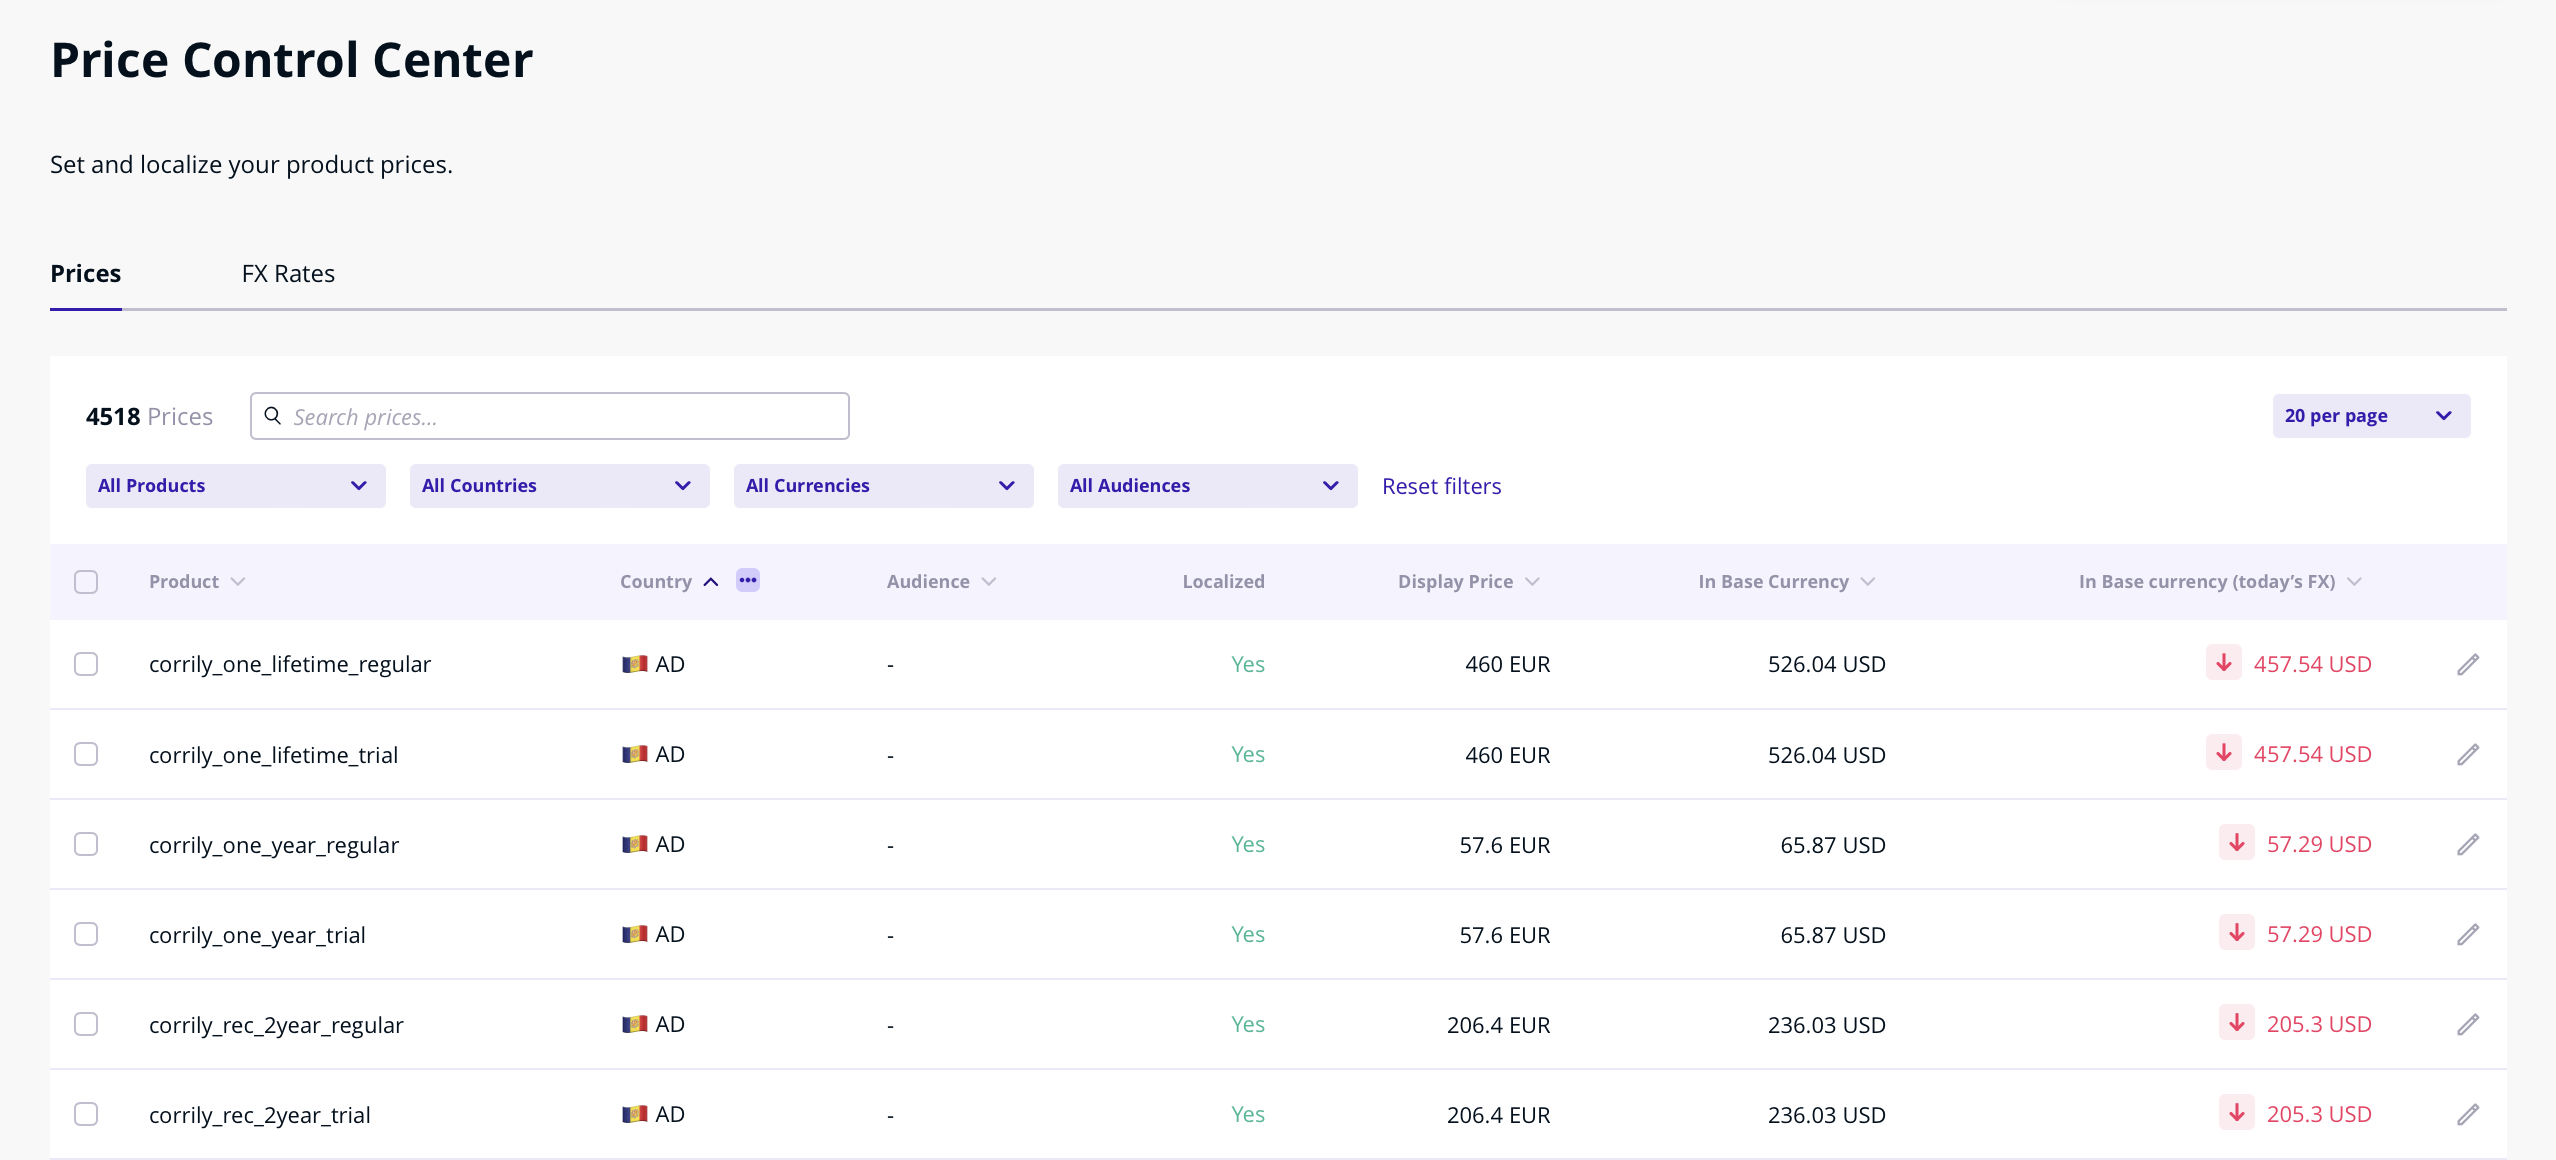 Price Control Center
Set and localize your product prices.
Prices FX Rates
4518 Prices Search prices... 20 per page
All Products All Countries All Currencies All Audiences Reset filters
Product Country Audience Localized Display Price In Base Currency In Base currency (today's FX)
corrily_one_lifetime_regular AD - Yes 460 EUR 526.04 USD 457.54 USD
corrily_one_lifetime_trial AD - Yes 460 EUR 526.04 USD 457.54 USD
corrily_one_year_regular AD - Yes 57.6 EUR 65.87 USD 57.29 USD
corrily_one_year_trial AD - Yes 57.6 EUR 65.87 USD 57.29 USD
corrily_rec_2year_regular AD - Yes 206.4 EUR 236.03 USD 205.3 USD
corrily_rec_2year_trial AD - Yes 206.4 EUR 236.03 USD 205.3 USD